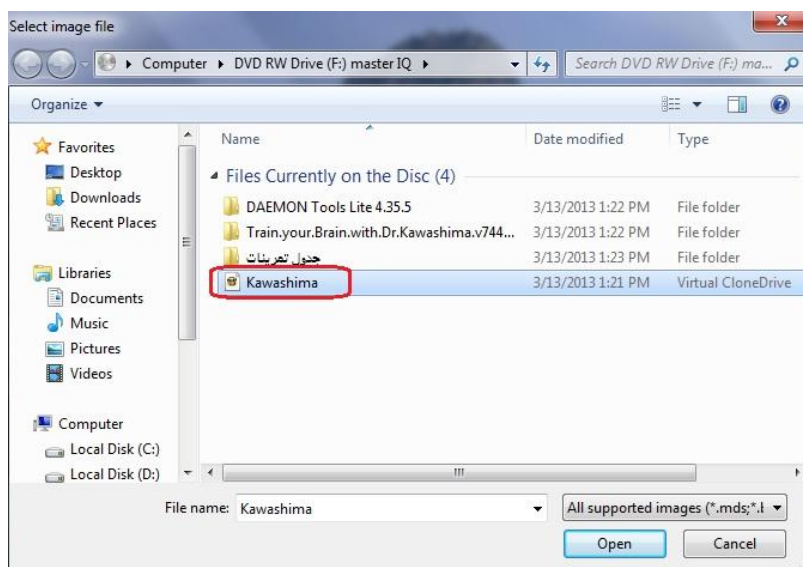 Select image file
Computer ▸ DVD RW Drive (F:) master IQ ▸
Search DVD RW Drive (F:) ma...
Organize
Name Date modified Type
Favorites
Desktop
Downloads
Recent Places
Libraries
Documents
Music
Pictures
Videos
Computer
Local Disk (C:)
Local Disk (D:)
Files Currently on the Disc (4)
DAEMON Tools Lite 4.35.5 3/13/2013 1:22 PM File folder
Train.your.Brain.with.Dr.Kawashima.v744... 3/13/2013 1:22 PM File folder
جدول تمرینات 3/13/2013 1:23 PM File folder
Kawashima 3/13/2013 1:21 PM Virtual CloneDrive
File name: Kawashima All supported images (*.mds;*.
Open Cancel